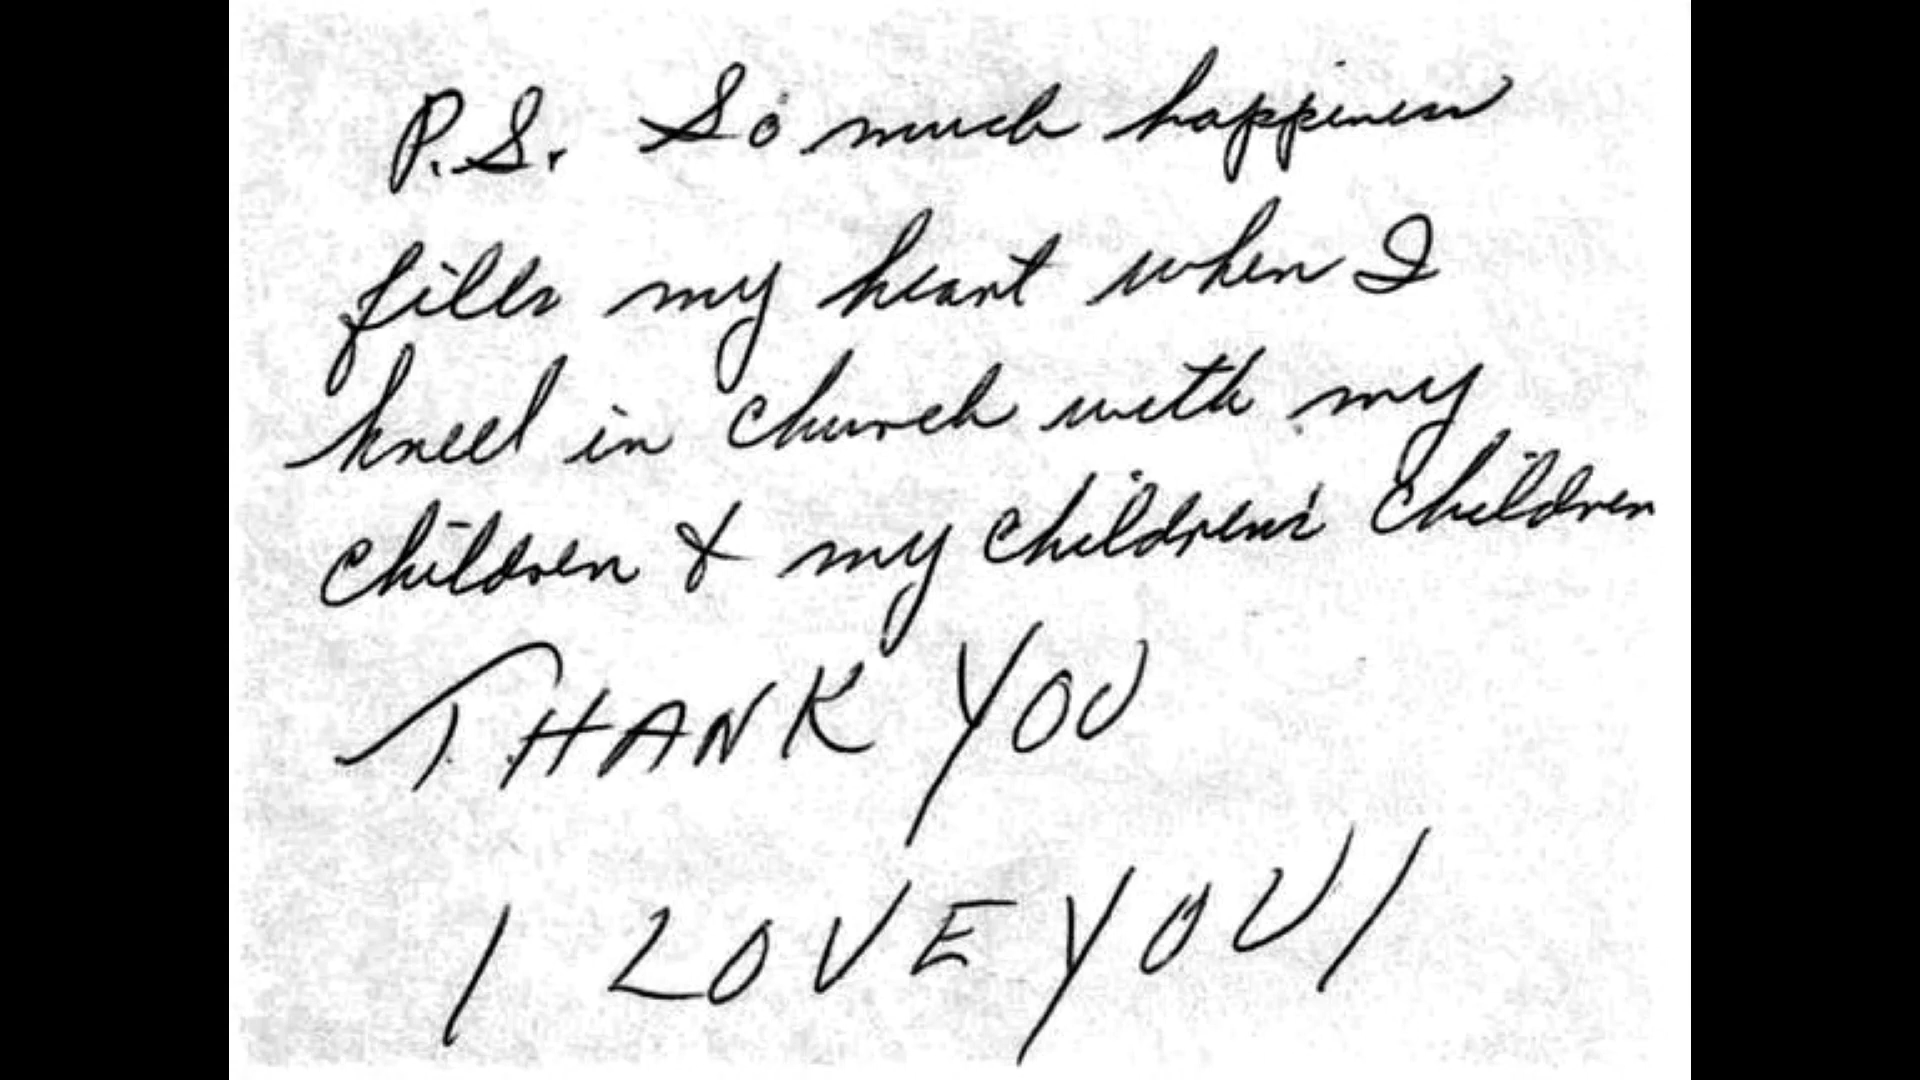 P.S. So much happiness
fills my heart when I
kneel in church with my
children & my children's children
THANK YOU
I LOVE YOU!